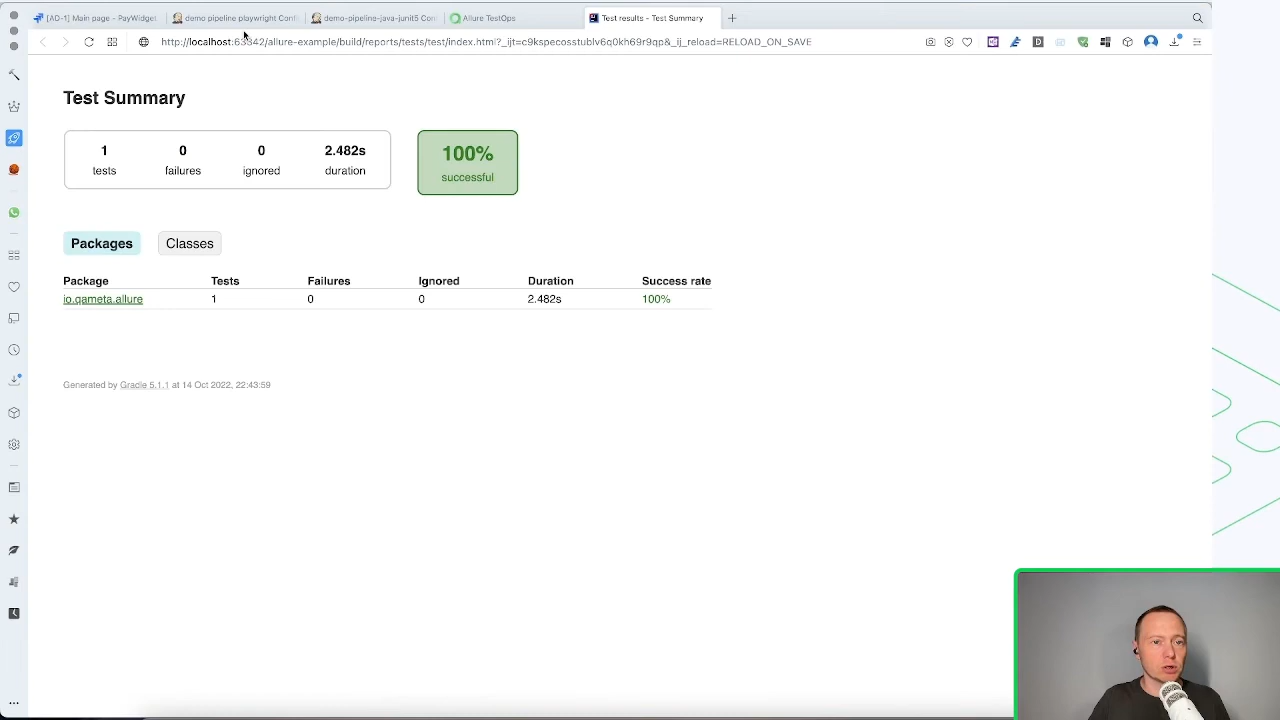 [AD-1] Main page - PayWidget
demo pipeline playwright Confi
demo-pipeline-java-junit5 Con
Allure TestOps
Test results - Test Summary
http://localhost:63342/allure-example/build/reports/tests/test/index.html?_ijt=c9kspecosstublv6q0kh69r9qp&_ij_reload=RELOAD_ON_SAVE
Test Summary
1 0 0 2.482s
tests failures ignored duration
100%
successful
Packages Classes
Package Tests Failures Ignored Duration Success rate
io.qameta.allure 1 0 0 2.482s 100%
Generated by Gradle 5.1.1 at 14 Oct 2022, 22:43:59